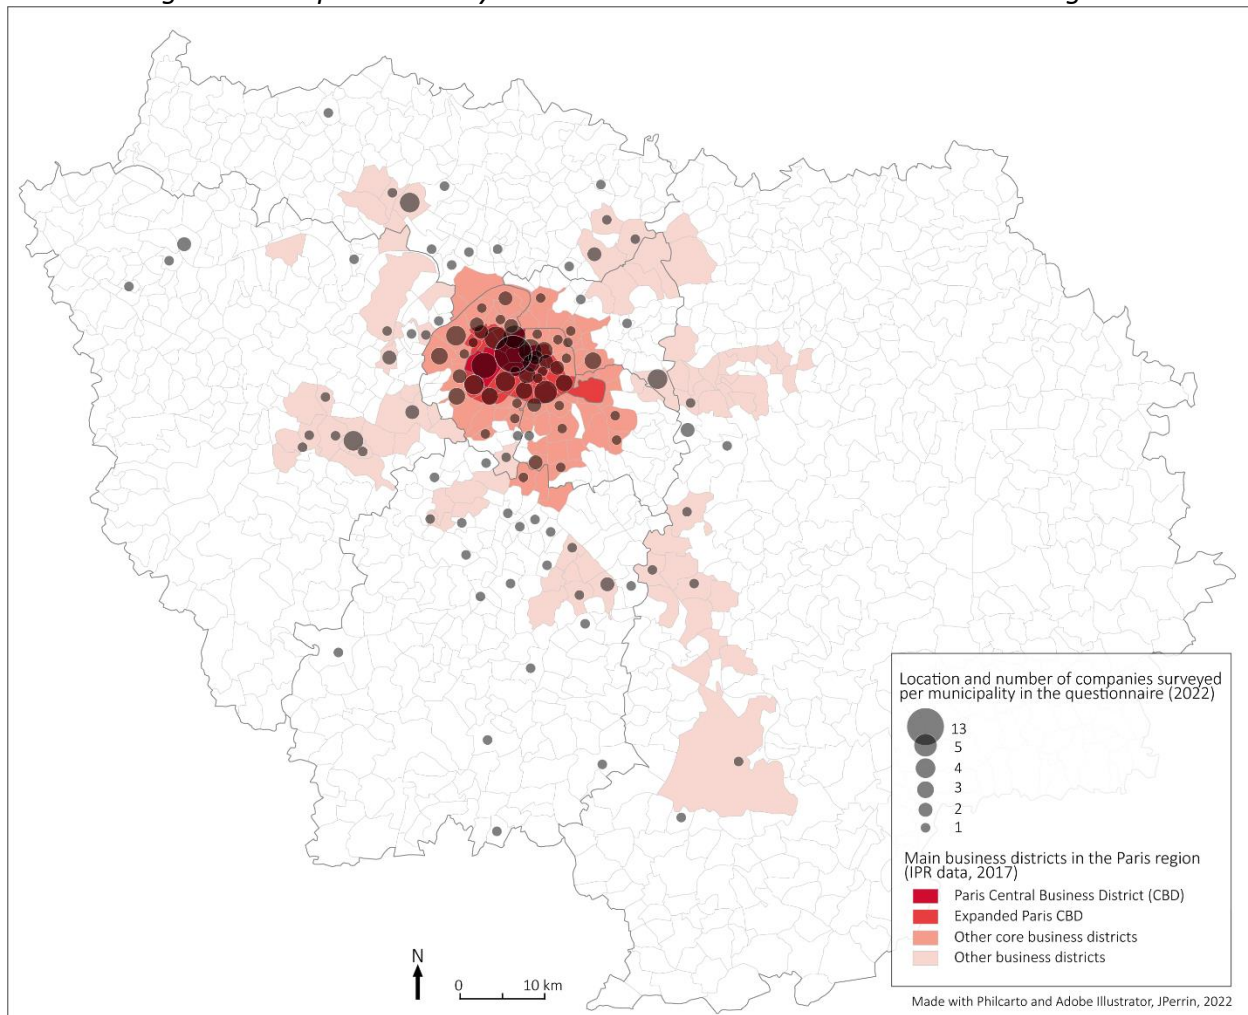 N
0 10 km
Location and number of companies surveyed
per municipality in the questionnaire (2022)
13
5
4
3
2
1
Main business districts in the Paris region
(IPR data, 2017)
Paris Central Business District (CBD)
Expanded Paris CBD
Other core business districts
Other business districts
Made with Philcarto and Adobe Illustrator, JPerrin, 2022